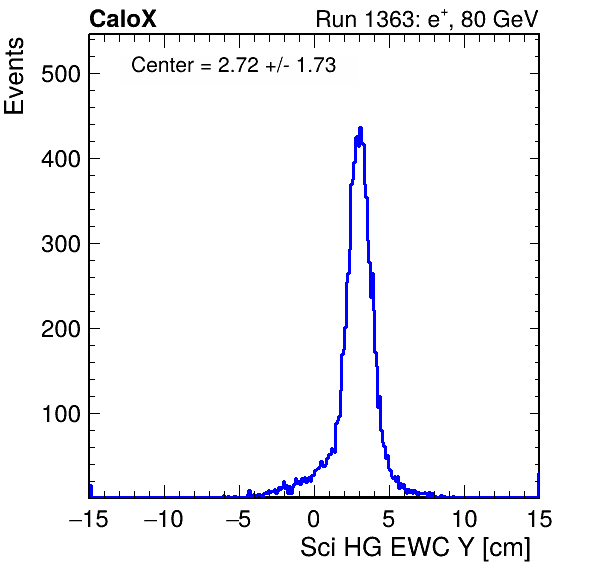 CaloX Run 1363: e⁺, 80 GeV
Events
Center = 2.72 +/- 1.73
500
400
300
200
100
−15 −10 −5 0 5 10 15
Sci HG EWC Y [cm]